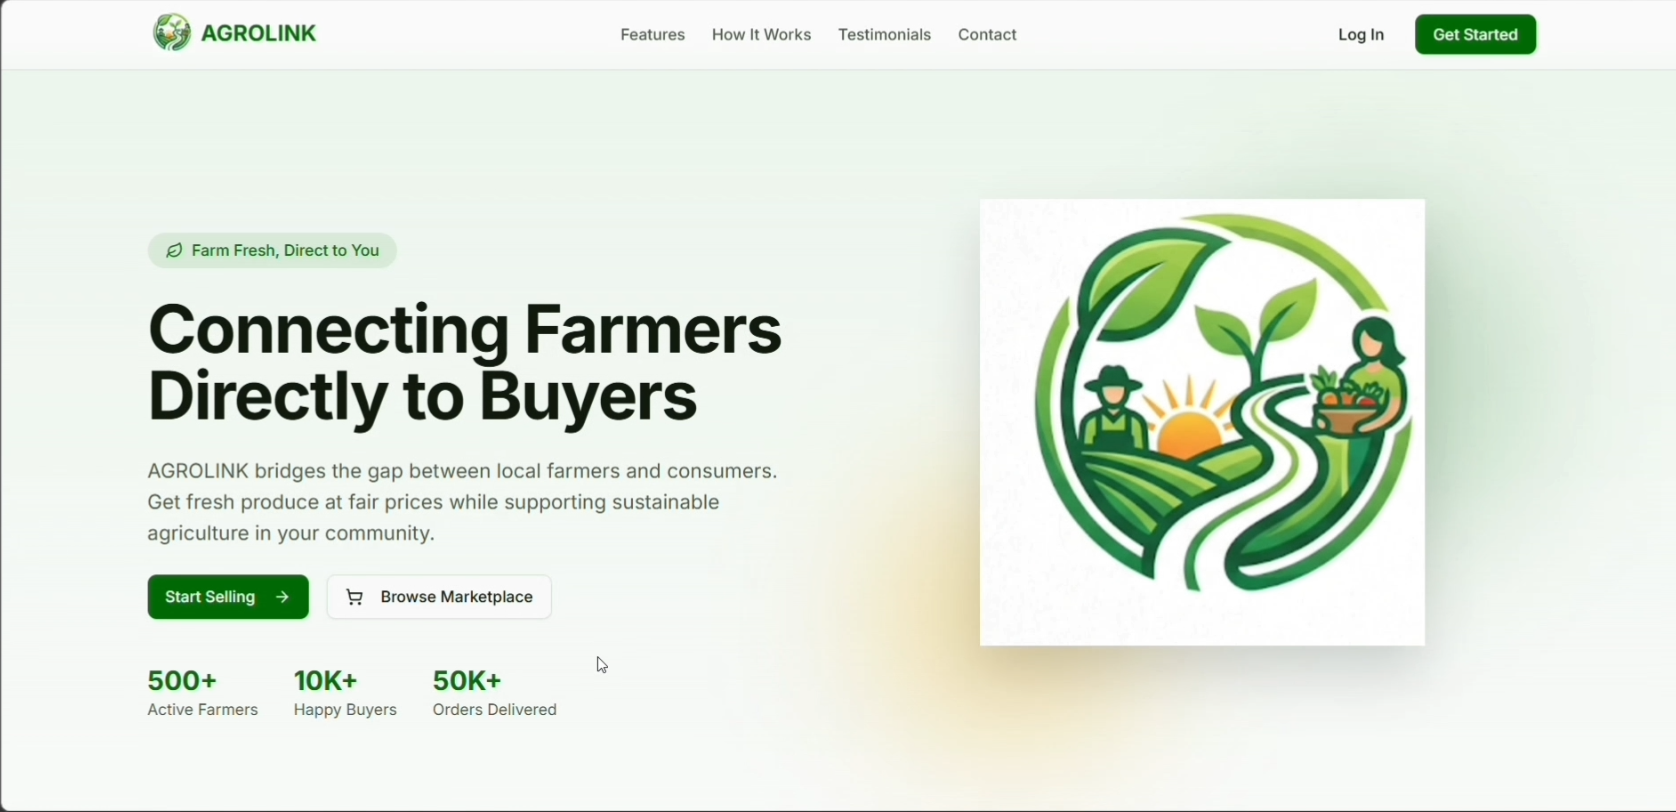 AGROLINK
Features
How It Works
Testimonials
Contact
Log In
Get Started
Farm Fresh, Direct to You
Connecting Farmers
Directly to Buyers
AGROLINK bridges the gap between local farmers and consumers.
Get fresh produce at fair prices while supporting sustainable
agriculture in your community.
Start Selling
Browse Marketplace
500+
Active Farmers
10K+
Happy Buyers
50K+
Orders Delivered